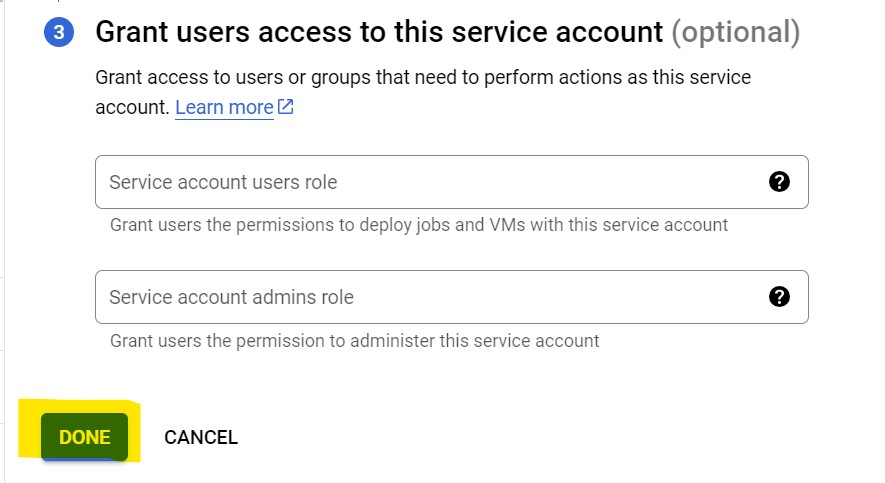 3 Grant users access to this service account (optional)
Grant access to users or groups that need to perform actions as this service
account. Learn more
Service account users role ?
Grant users the permissions to deploy jobs and VMs with this service account
Service account admins role ?
Grant users the permission to administer this service account
DONE CANCEL